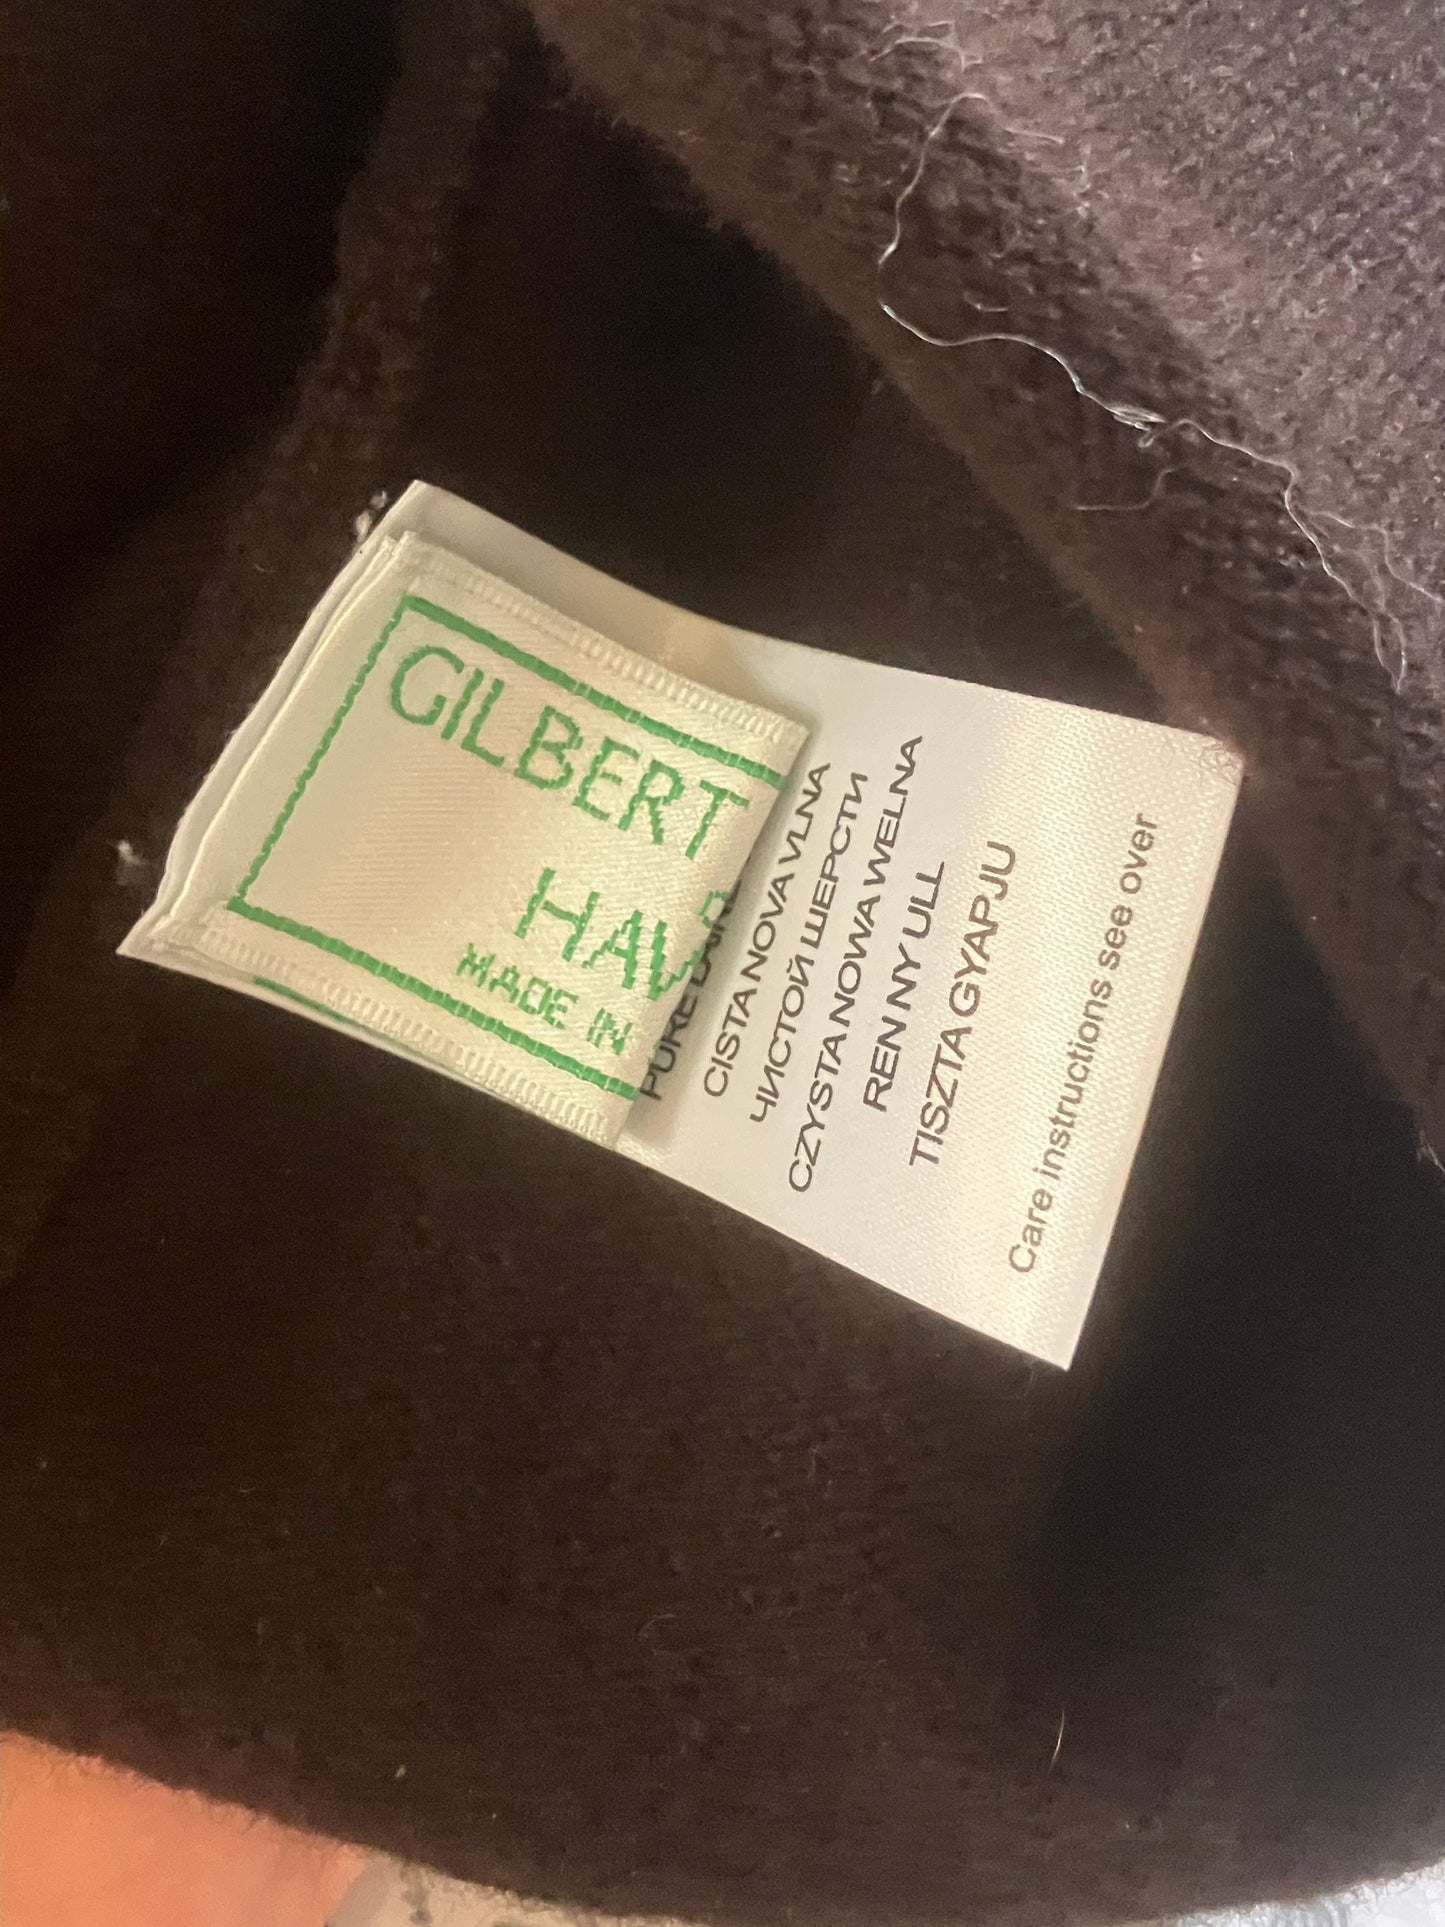 GILBERT
HAV
MADE IN
PURE LAINE
CISTA NOVA VLNA
ЧИСТОЙ ШЕРСТИ
CZYSTA NOWA WELNA
REN NY ULL
TISZTA GYAPJU
Care instructions see over